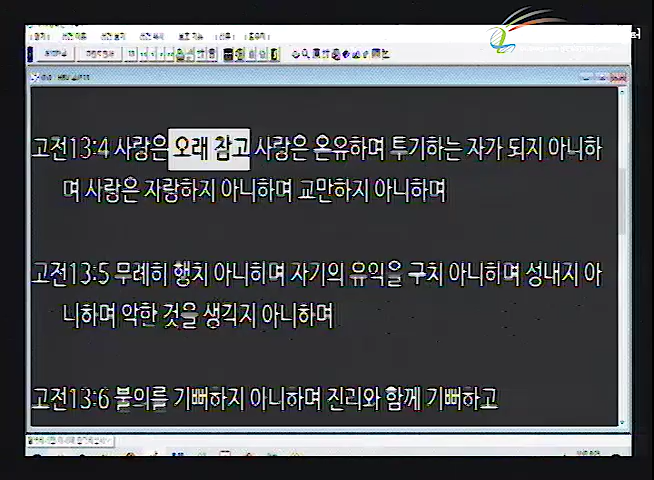 고전13:4 사랑은 오래 참고 사랑은 온유하며 투기하는 자가 되지 아니하
며 사랑은 자랑하지 아니하며 교만하지 아니하며
고전13:5 무례히 행치 아니하며 자기의 유익을 구치 아니하며 성내지 아
니하며 악한 것을 생각지 아니하며
고전13:6 불의를 기뻐하지 아니하며 진리와 함께 기뻐하고